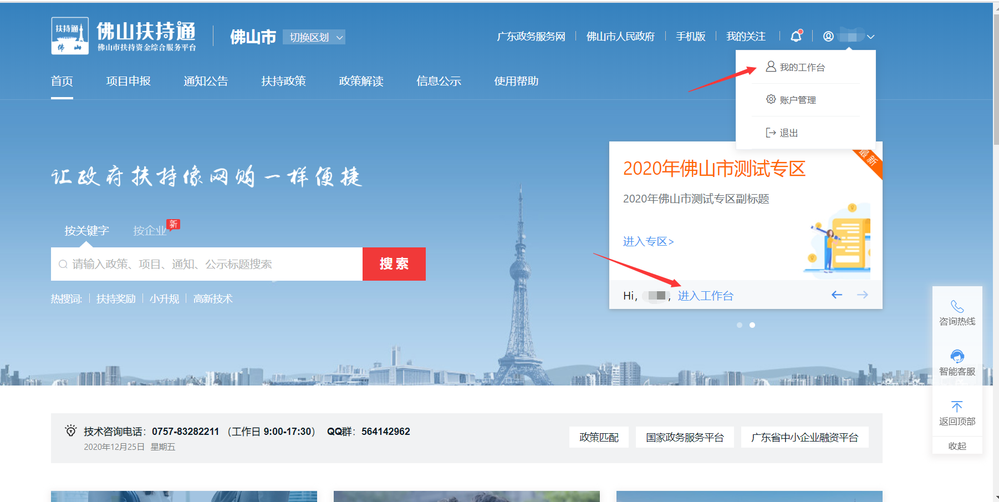 扶持通
佛山
佛山扶持通
佛山市扶持资金综合服务平台
佛山市
切换区划
广东政务服务网
佛山市人民政府
手机版
我的关注
我的工作台
账户管理
退出
首页
项目申报
通知公告
扶持政策
政策解读
信息公示
使用帮助
让政府扶持像网购一样便捷
按关键字
按企业
新
请输入政策、项目、通知、公示标题搜索
搜 索
热搜词:
扶持奖励
小升规
高新技术
最新
2020年佛山市测试专区
2020年佛山市测试专区副标题
进入专区>
Hi, , 进入工作台
咨询热线
智能客服
返回顶部
收起
技术咨询电话：0757-83282211 （工作日 9:00-17:30） QQ群：564142962
2020年12月25日 星期五
政策匹配
国家政务服务平台
广东省中小企业融资平台